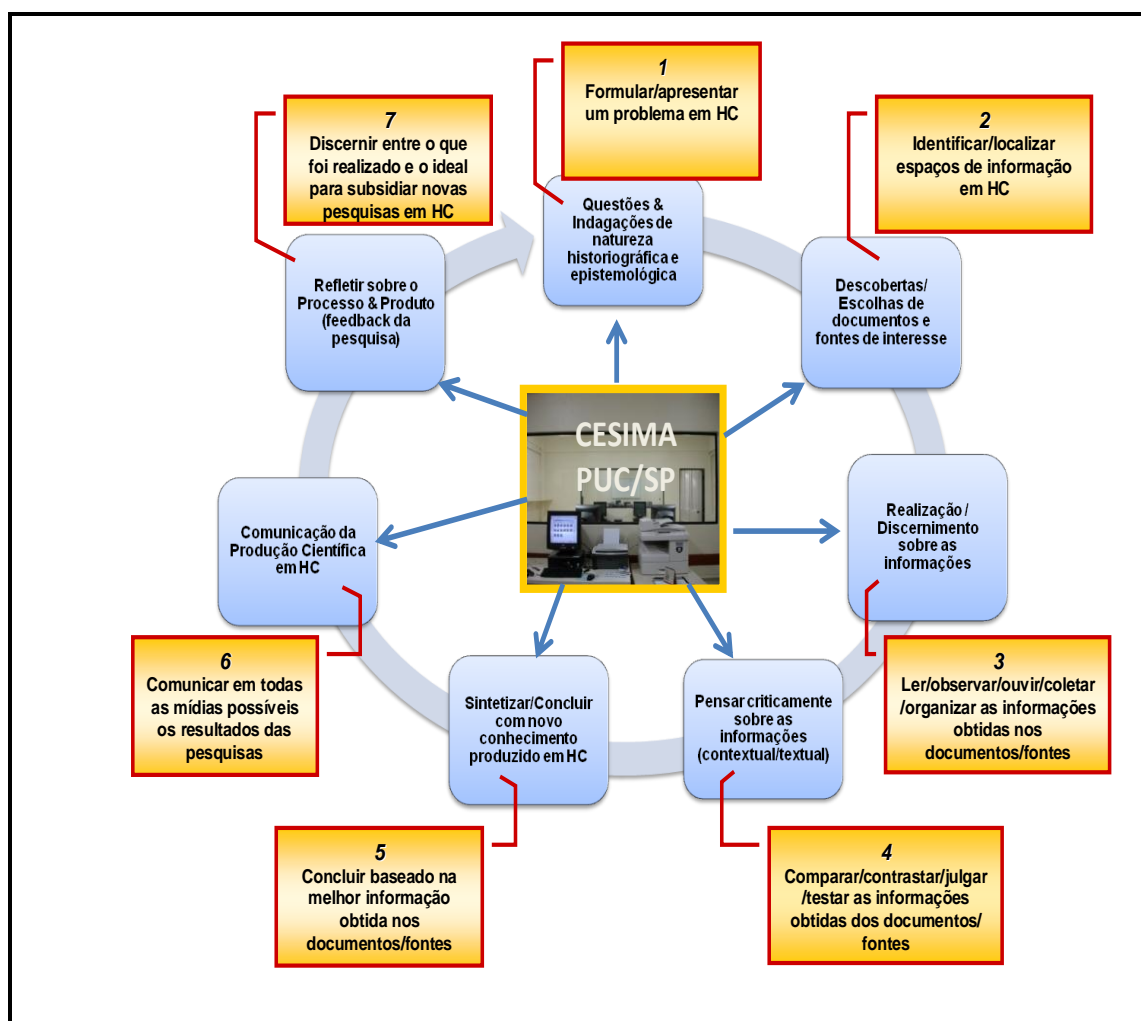 1
Formular/apresentar
um problema em HC
Questões &
Indagações de
natureza
historiográfica e
epistemológica
2
Identificar/localizar
espaços de informação
em HC
Descobertas/
Escolhas de
documentos e
fontes de interesse
Realização /
Discernimento
sobre as
informações
3
Ler/observar/ouvir/coletar
/organizar as informações
obtidas nos
documentos/fontes
Pensar criticamente
sobre as
informações
(contextual/textual)
4
Comparar/contrastar/julgar
/testar as informações
obtidas dos documentos/
fontes
Sintetizar/Concluir
com novo
conhecimento
produzido em HC
5
Concluir baseado na
melhor informação
obtida nos
documentos/fontes
Comunicação da
Produção Científica
em HC
6
Comunicar em todas
as mídias possíveis
os resultados das
pesquisas
7
Discernir entre o que
foi realizado e o ideal
para subsidiar novas
pesquisas em HC
Refletir sobre o
Processo & Produto
(feedback da
pesquisa)
CESIMA
PUC/SP